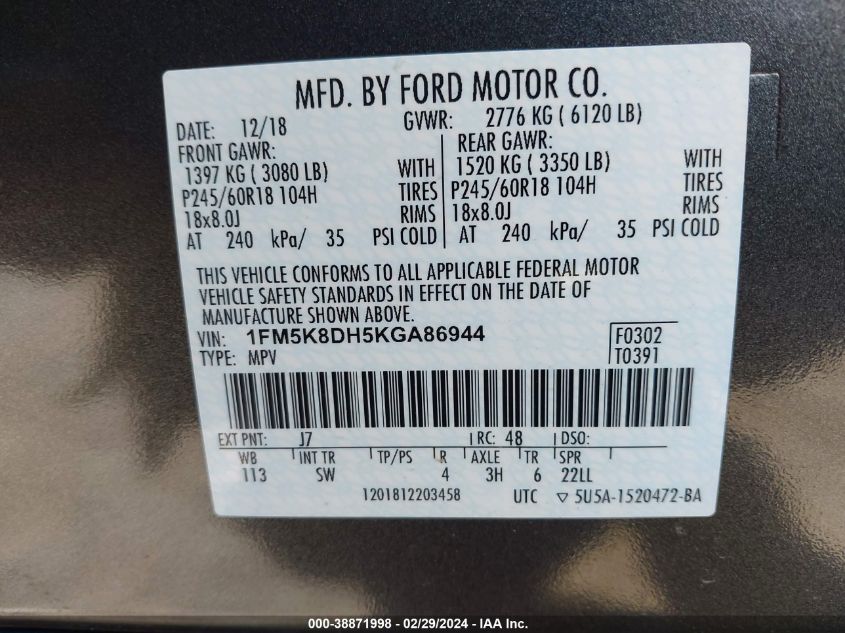 MFD. BY FORD MOTOR CO.
DATE: 12/18 GVWR: 2776 KG ( 6120 LB)
FRONT GAWR: REAR GAWR:
1397 KG ( 3080 LB) WITH 1520 KG ( 3350 LB) WITH
P245/60R18 104H TIRES P245/60R18 104H TIRES
18x8.0J RIMS 18x8.0J RIMS
AT 240 kPa/ 35 PSI COLD AT 240 kPa/ 35 PSI COLD
THIS VEHICLE CONFORMS TO ALL APPLICABLE FEDERAL MOTOR
VEHICLE SAFETY STANDARDS IN EFFECT ON THE DATE OF
MANUFACTURE SHOWN ABOVE.
VIN: 1FM5K8DH5KGA86944 F0302
TYPE: MPV T0391
EXT PNT: J7 RC: 48 DSO:
WB INT TR TP/PS R AXLE TR SPR
113 SW 4 3H 6 22LL
1201812203458 UTC ▽ 5U5A-1520472-BA
000-38871998 - 02/29/2024 - IAA Inc.